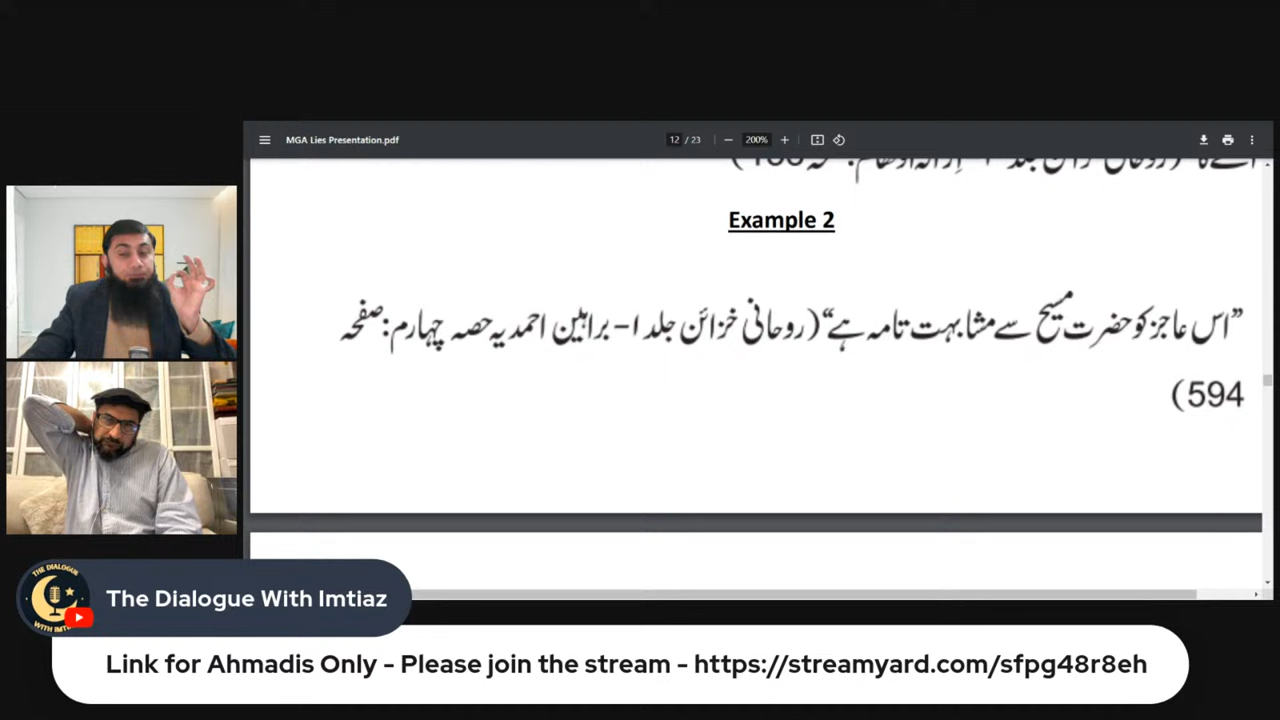 MGA Lies Presentation.pdf
12 / 23
200%
Example 2
”اس عاجز کو حضرت مسیح سے مشابہت تامہ ہے“ (روحانی خزائن جلد ۱– براہین احمدیہ حصہ چہارم: صفحہ
594)
THE DIALOGUE
The Dialogue With Imtiaz
Link for Ahmadis Only - Please join the stream - https://streamyard.com/sfpg48r8eh